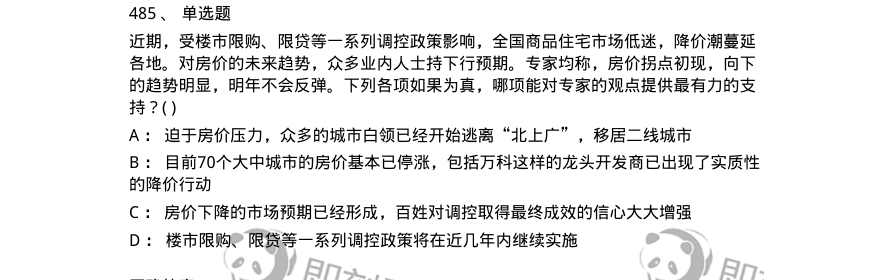 485 、 单选题
近期，受楼市限购、限贷等一系列调控政策影响，全国商品住宅市场低迷，降价潮蔓延
各地。对房价的未来趋势，众多业内人士持下行预期。专家均称，房价拐点初现，向下
的趋势明显，明年不会反弹。下列各项如果为真，哪项能对专家的观点提供最有力的支
持？( )
A ： 迫于房价压力，众多的城市白领已经开始逃离“北上广”，移居二线城市
B ： 目前70个大中城市的房价基本已停涨，包括万科这样的龙头开发商已出现了实质性
的降价行动
C ： 房价下降的市场预期已经形成，百姓对调控取得最终成效的信心大大增强
D ： 楼市限购、限贷等一系列调控政策将在近几年内继续实施